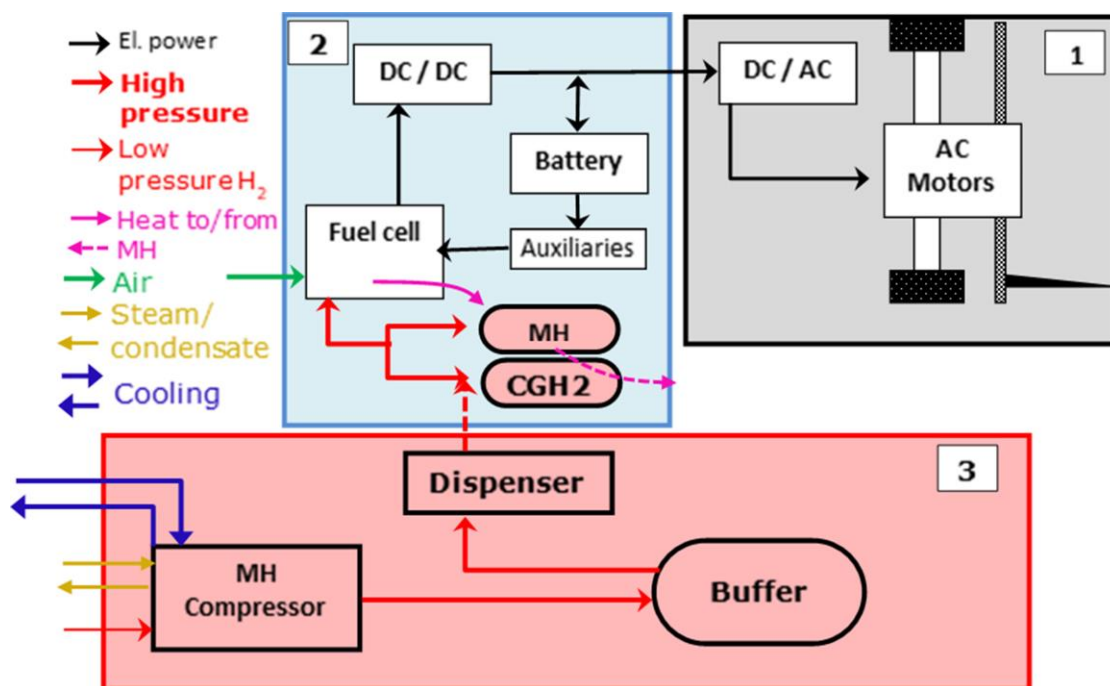 El. power
High
pressure
Low
pressure H₂
Heat to/from
MH
Air
Steam/
condensate
Cooling
2
DC / DC
Battery
Fuel cell
Auxiliaries
MH
CGH2
1
DC / AC
AC
Motors
3
Dispenser
MH
Compressor
Buffer